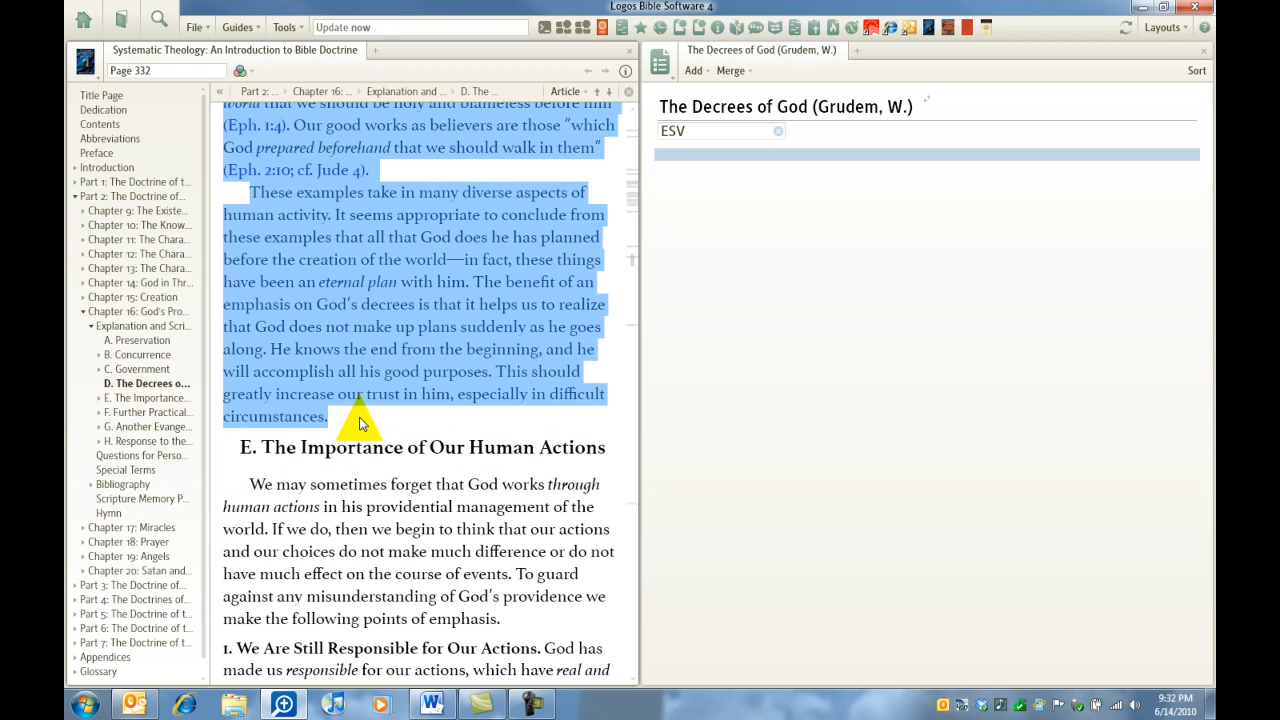 Logos Bible Software 4
File
Guides
Tools
Update now
Layouts
Systematic Theology: An Introduction to Bible Doctrine
Page 332
Part 2: ...
Chapter 16: ...
Explanation and ...
D. The ...
Article
Title Page
Dedication
Contents
Abbreviations
Preface
Introduction
Part 1: The Doctrine of t...
Part 2: The Doctrine of...
Chapter 9: The Existe...
Chapter 10: The Know...
Chapter 11: The Chara...
Chapter 12: The Chara...
Chapter 13: The Chara...
Chapter 14: God in Thr...
Chapter 15: Creation
Chapter 16: God's Pro...
Explanation and Scri...
A. Preservation
B. Concurrence
C. Government
D. The Decrees o...
E. The Importance...
F. Further Practical...
G. Another Evange...
H. Response to the...
Questions for Perso...
Special Terms
Bibliography
Scripture Memory P...
Hymn
Chapter 17: Miracles
Chapter 18: Prayer
Chapter 19: Angels
Chapter 20: Satan and...
Part 3: The Doctrine of...
Part 4: The Doctrines of...
Part 5: The Doctrine of t...
Part 6: The Doctrine of t...
Part 7: The Doctrine of t...
Appendices
Glossary
world that we should be holy and blameless before him
(Eph. 1:4). Our good works as believers are those “which
God prepared beforehand that we should walk in them”
(Eph. 2:10; cf. Jude 4).
These examples take in many diverse aspects of
human activity. It seems appropriate to conclude from
these examples that all that God does he has planned
before the creation of the world—in fact, these things
have been an eternal plan with him. The benefit of an
emphasis on God's decrees is that it helps us to realize
that God does not make up plans suddenly as he goes
along. He knows the end from the beginning, and he
will accomplish all his good purposes. This should
greatly increase our trust in him, especially in difficult
circumstances.
E. The Importance of Our Human Actions
We may sometimes forget that God works through
human actions in his providential management of the
world. If we do, then we begin to think that our actions
and our choices do not make much difference or do not
have much effect on the course of events. To guard
against any misunderstanding of God's providence we
make the following points of emphasis.
1. We Are Still Responsible for Our Actions. God has
made us responsible for our actions, which have real and
The Decrees of God (Grudem, W.)
Add
Merge
Sort
The Decrees of God (Grudem, W.)
ESV
9:32 PM
6/14/2010